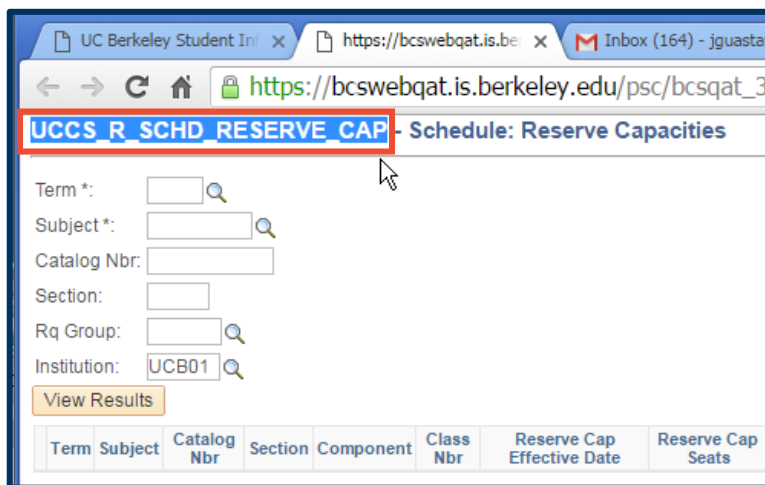 UC Berkeley Student Inf
https://bcswebqat.is.be
Inbox (164) - jguasta
https://bcswebqat.is.berkeley.edu/psc/bcsqat_3
UCCS_R_SCHD_RESERVE_CAP - Schedule: Reserve Capacities
Term *:
Subject *:
Catalog Nbr:
Section:
Rq Group:
Institution: UCB01
View Results
Term Subject Catalog Nbr Section Component Class Nbr Reserve Cap Effective Date Reserve Cap Seats